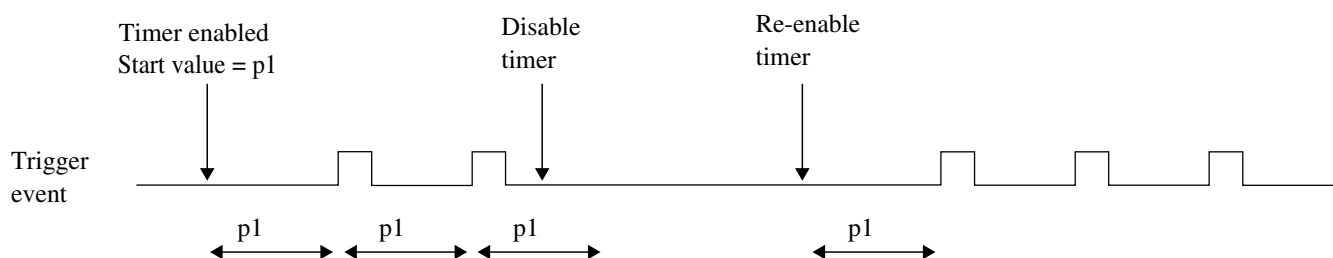 Timer enabled
Start value = p1
Disable
timer
Re-enable
timer
Trigger
event
p1
p1
p1
p1